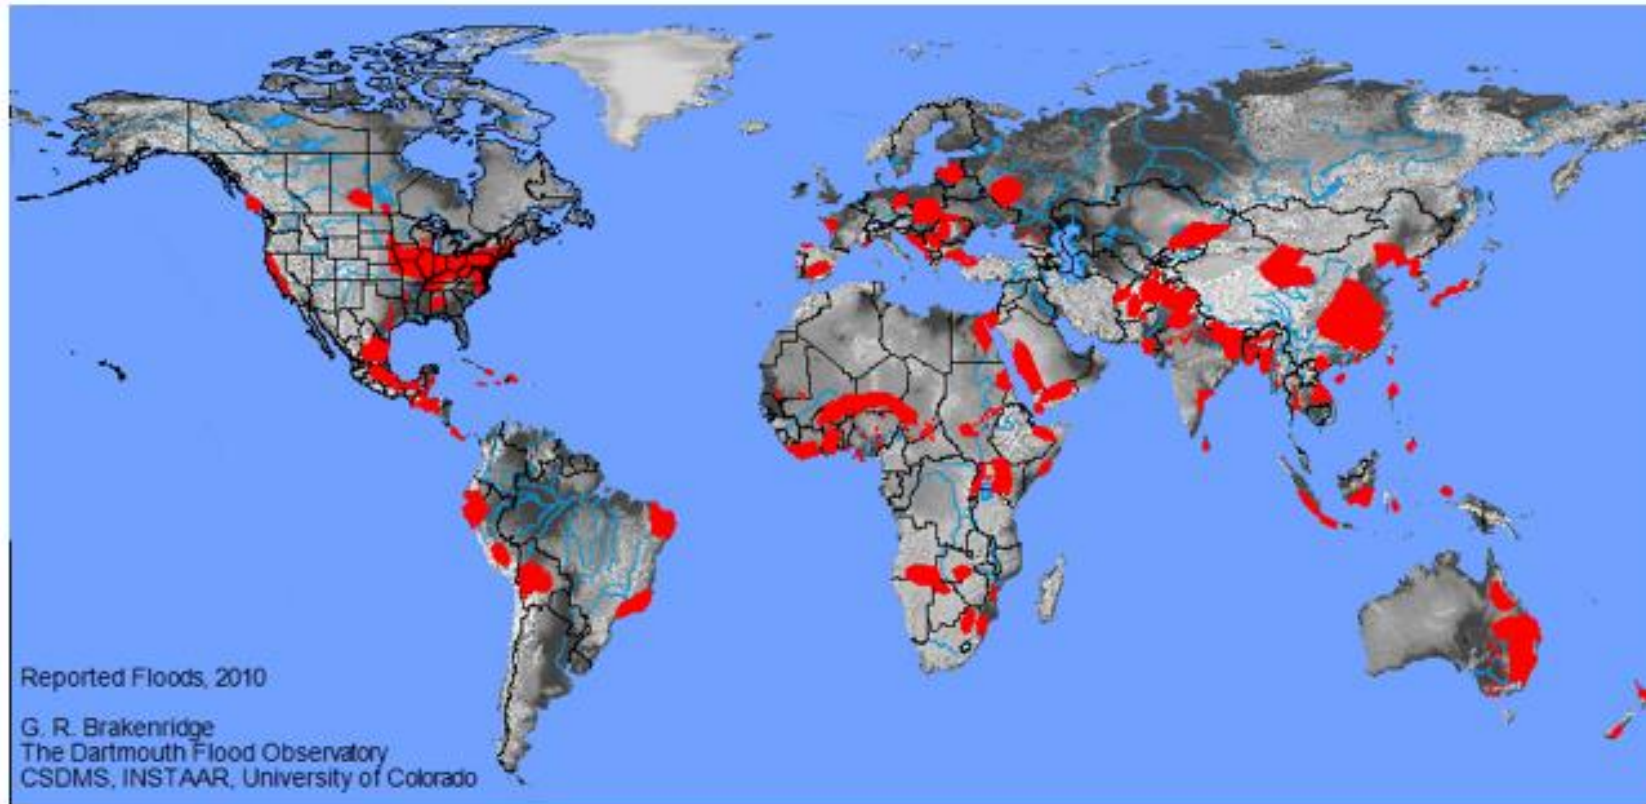 Reported Floods, 2010
G. R. Brakenridge
The Dartmouth Flood Observatory
CSDMS, INSTAAR, University of Colorado